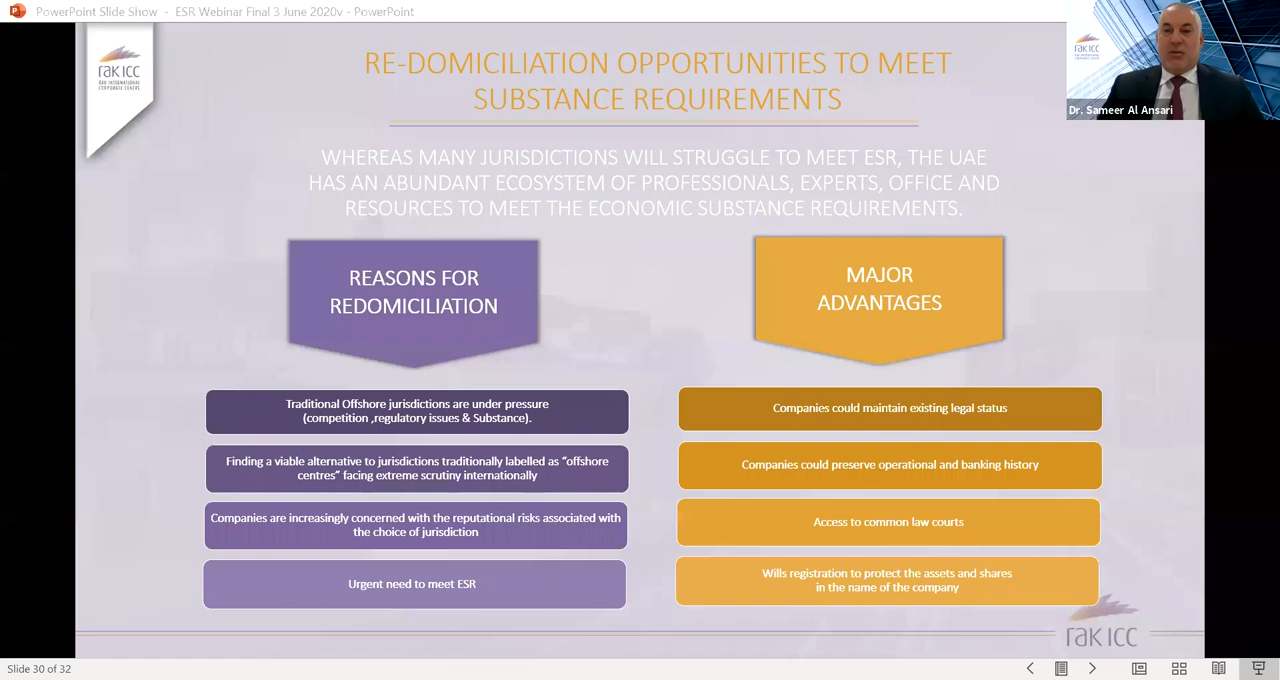 PowerPoint Slide Show - ESR Webinar Final 3 June 2020v - PowerPoint
rak ICC
RAK INTERNATIONAL
CORPORATE CENTRE
rak ICC
Dr. Sameer Al Ansari
RE-DOMICILIATION OPPORTUNITIES TO MEET
SUBSTANCE REQUIREMENTS
WHEREAS MANY JURISDICTIONS WILL STRUGGLE TO MEET ESR, THE UAE
HAS AN ABUNDANT ECOSYSTEM OF PROFESSIONALS, EXPERTS, OFFICE AND
RESOURCES TO MEET THE ECONOMIC SUBSTANCE REQUIREMENTS.
REASONS FOR
REDOMICILIATION
Traditional Offshore jurisdictions are under pressure
(competition ,regulatory issues & Substance).
Finding a viable alternative to jurisdictions traditionally labelled as “offshore
centres” facing extreme scrutiny internationally
Companies are increasingly concerned with the reputational risks associated with
the choice of jurisdiction
Urgent need to meet ESR
MAJOR
ADVANTAGES
Companies could maintain existing legal status
Companies could preserve operational and banking history
Access to common law courts
Wills registration to protect the assets and shares
in the name of the company
rak ICC
Slide 30 of 32